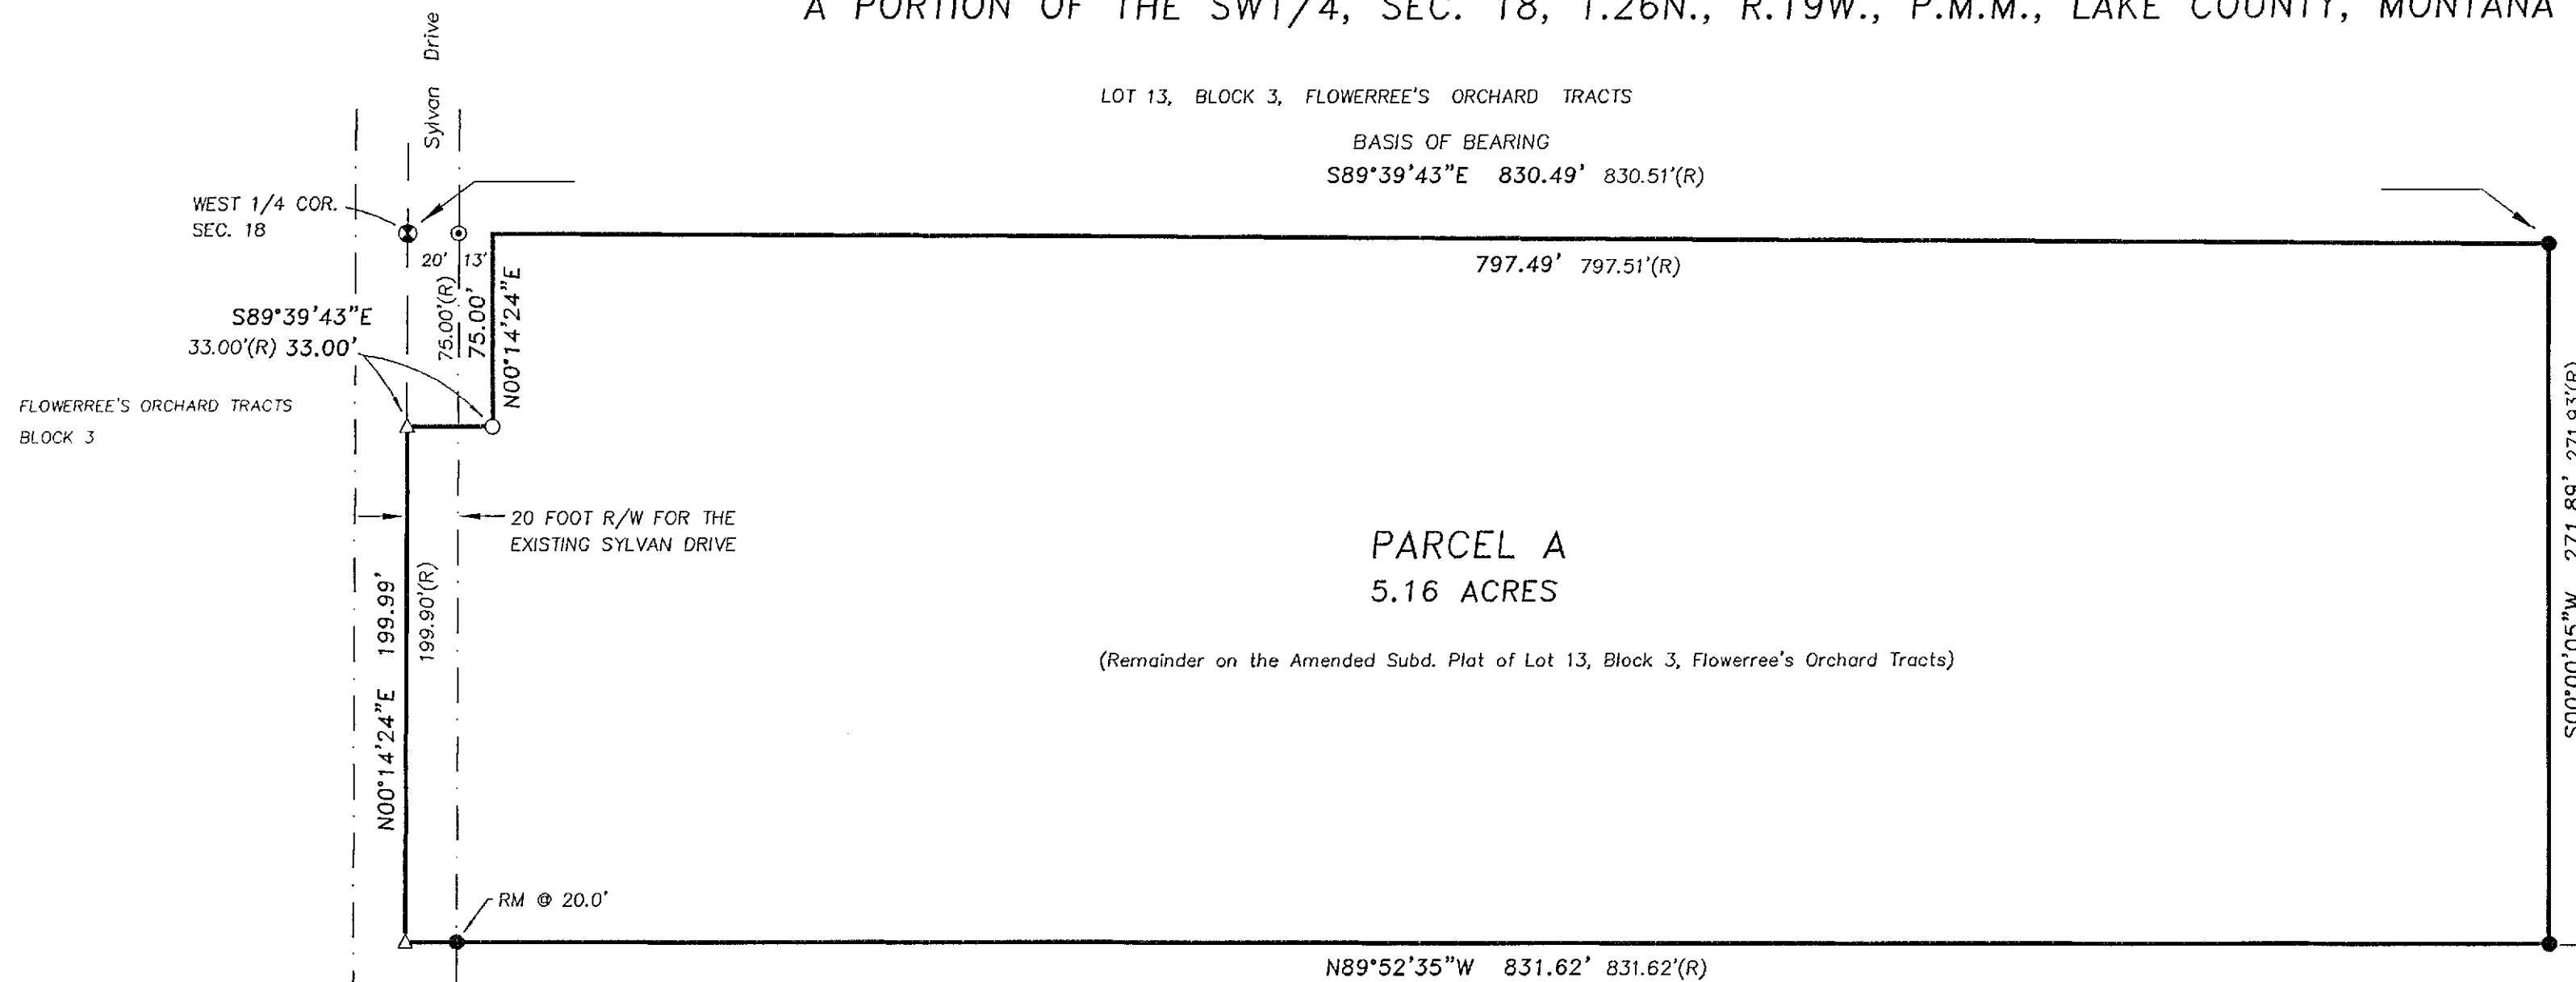 A PORTION OF THE SW1/4, SEC. 18, T.26N., R.19W., P.M.M., LAKE COUNTY, MONTANA
Sylvan Drive
LOT 13, BLOCK 3, FLOWERREE'S ORCHARD TRACTS
BASIS OF BEARING
S89°39'43"E 830.49' 830.51'(R)
WEST 1/4 COR.
SEC. 18
20' 13'
797.49' 797.51'(R)
75.00'(R)
75.00'
N00°14'24"E
S89°39'43"E
33.00'(R) 33.00'
FLOWERREE'S ORCHARD TRACTS
BLOCK 3
20 FOOT R/W FOR THE
EXISTING SYLVAN DRIVE
N00°14'24"E 199.99'
199.90'(R)
PARCEL A
5.16 ACRES
(Remainder on the Amended Subd. Plat of Lot 13, Block 3, Flowerree's Orchard Tracts)
S00°00'05"W 271.89' 271.93'(R)
RM @ 20.0'
N89°52'35"W 831.62' 831.62'(R)